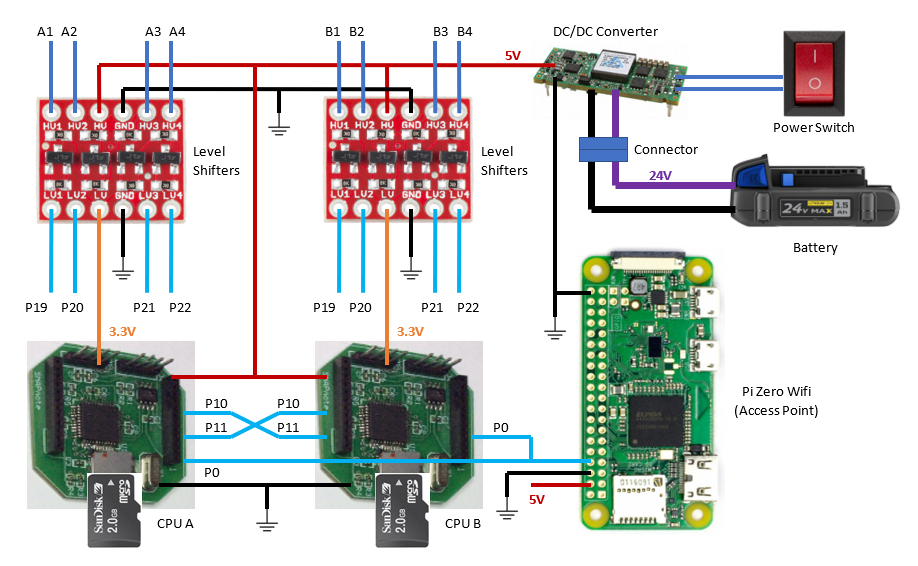 A1 A2 A3 A4 B1 B2 B3 B4 DC/DC Converter
5V
HV1 HV2 HV GND HV3 HV4
HV1 HV2 HV GND HV3 HV4
Power Switch
Level
Shifters
Level
Shifters
Connector
24V
LV1 LV2 LV GND LV3 LV4
LV1 LV2 LV GND LV3 LV4
24V MAX
1.5
Ah
Battery
P19 P20 P21 P22 P19 P20 P21 P22
3.3V 3.3V
Pi Zero Wifi
(Access Point)
P10 P10
P11 P11
P0
P0
5V
SanDisk
2.0GB
micro
SanDisk
2.0GB
micro
CPU A CPU B